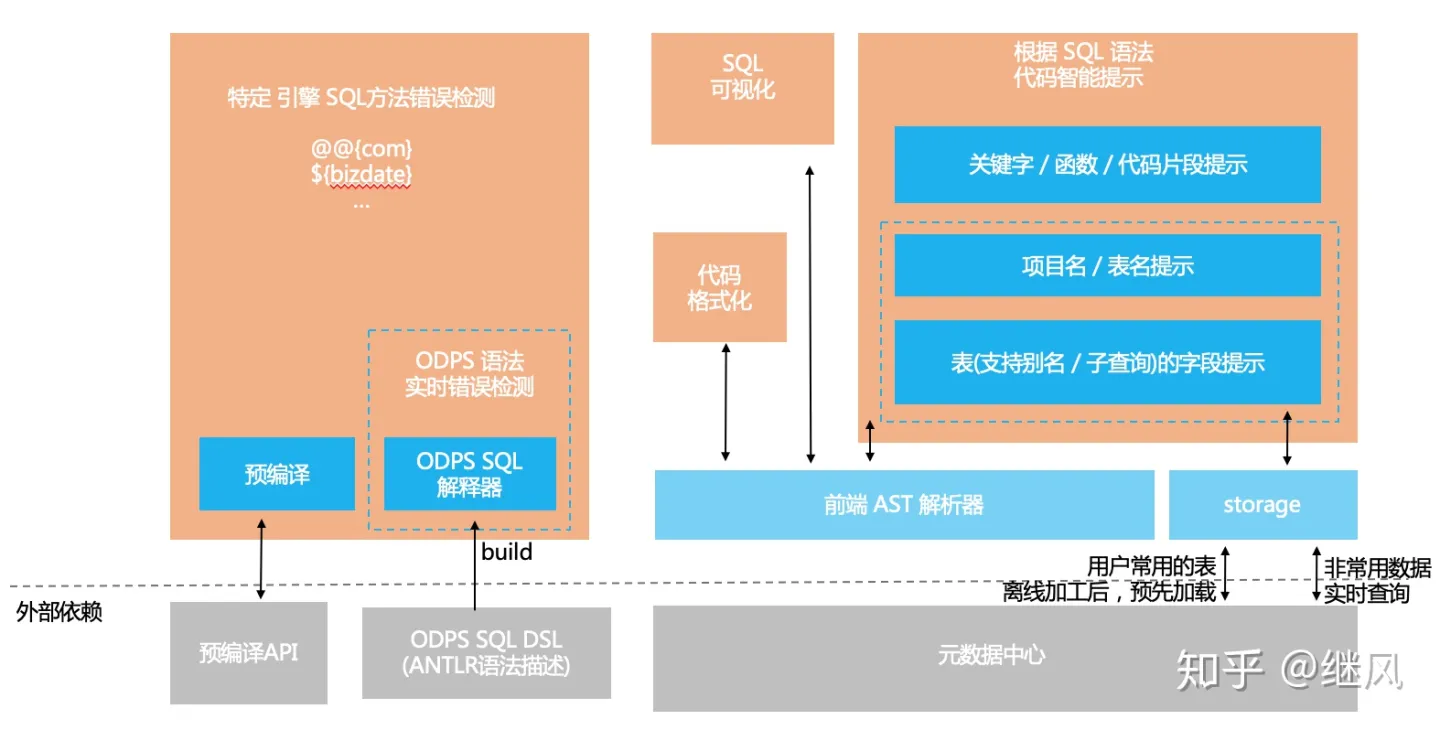 特定 引擎 SQL方法错误检测
@@{com}
${bizdate}
...
ODPS 语法
实时错误检测
预编译
ODPS SQL
解释器
build
SQL
可视化
代码
格式化
根据 SQL 语法
代码智能提示
关键字 / 函数 / 代码片段提示
项目名 / 表名提示
表(支持别名 / 子查询)的字段提示
前端 AST 解析器
storage
用户常用的表
离线加工后，预先加载
非常用数据
实时查询
外部依赖
预编译API
ODPS SQL DSL
(ANTLR语法描述)
元数据中心
知乎 @继风